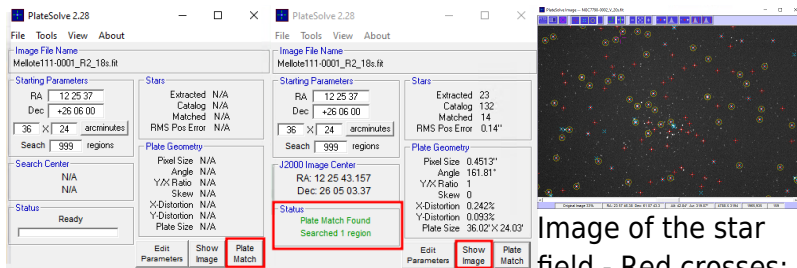 PlateSolve 2.28
File Tools View About
Image File Name
Mellote111-0001_R2_18s.fit
Starting Parameters
RA 12 25 37
Dec +26 06 00
36 X 24 arcminutes
Seach 999 regions
Search Center
N/A
N/A
Status
Ready
Stars
Extracted N/A
Catalog N/A
Matched N/A
RMS Pos Error N/A
Plate Geometry
Pixel Size N/A
Angle N/A
Y/X Ratio N/A
Skew N/A
X-Distortion N/A
Y-Distortion N/A
Plate Size N/A
Edit Parameters
Show Image
Plate Match
PlateSolve 2.28
File Tools View About
Image File Name
Mellote111-0001_R2_18s.fit
Starting Parameters
RA 12 25 37
Dec +26 06 00
36 X 24 arcminutes
Seach 999 regions
J2000 Image Center
RA: 12 25 43.157
Dec: 26 05 03.37
Status
Plate Match Found
Searched 1 region
Stars
Extracted 23
Catalog 132
Matched 14
RMS Pos Error 0.14"
Plate Geometry
Pixel Size 0.4513"
Angle 161.81°
Y/X Ratio 1
Skew 0
X-Distortion 0.242%
Y-Distortion 0.093%
Plate Size 36.02' X 24.03'
Edit Parameters
Show Image
Plate Match
Image of the star
field - Red crosses: